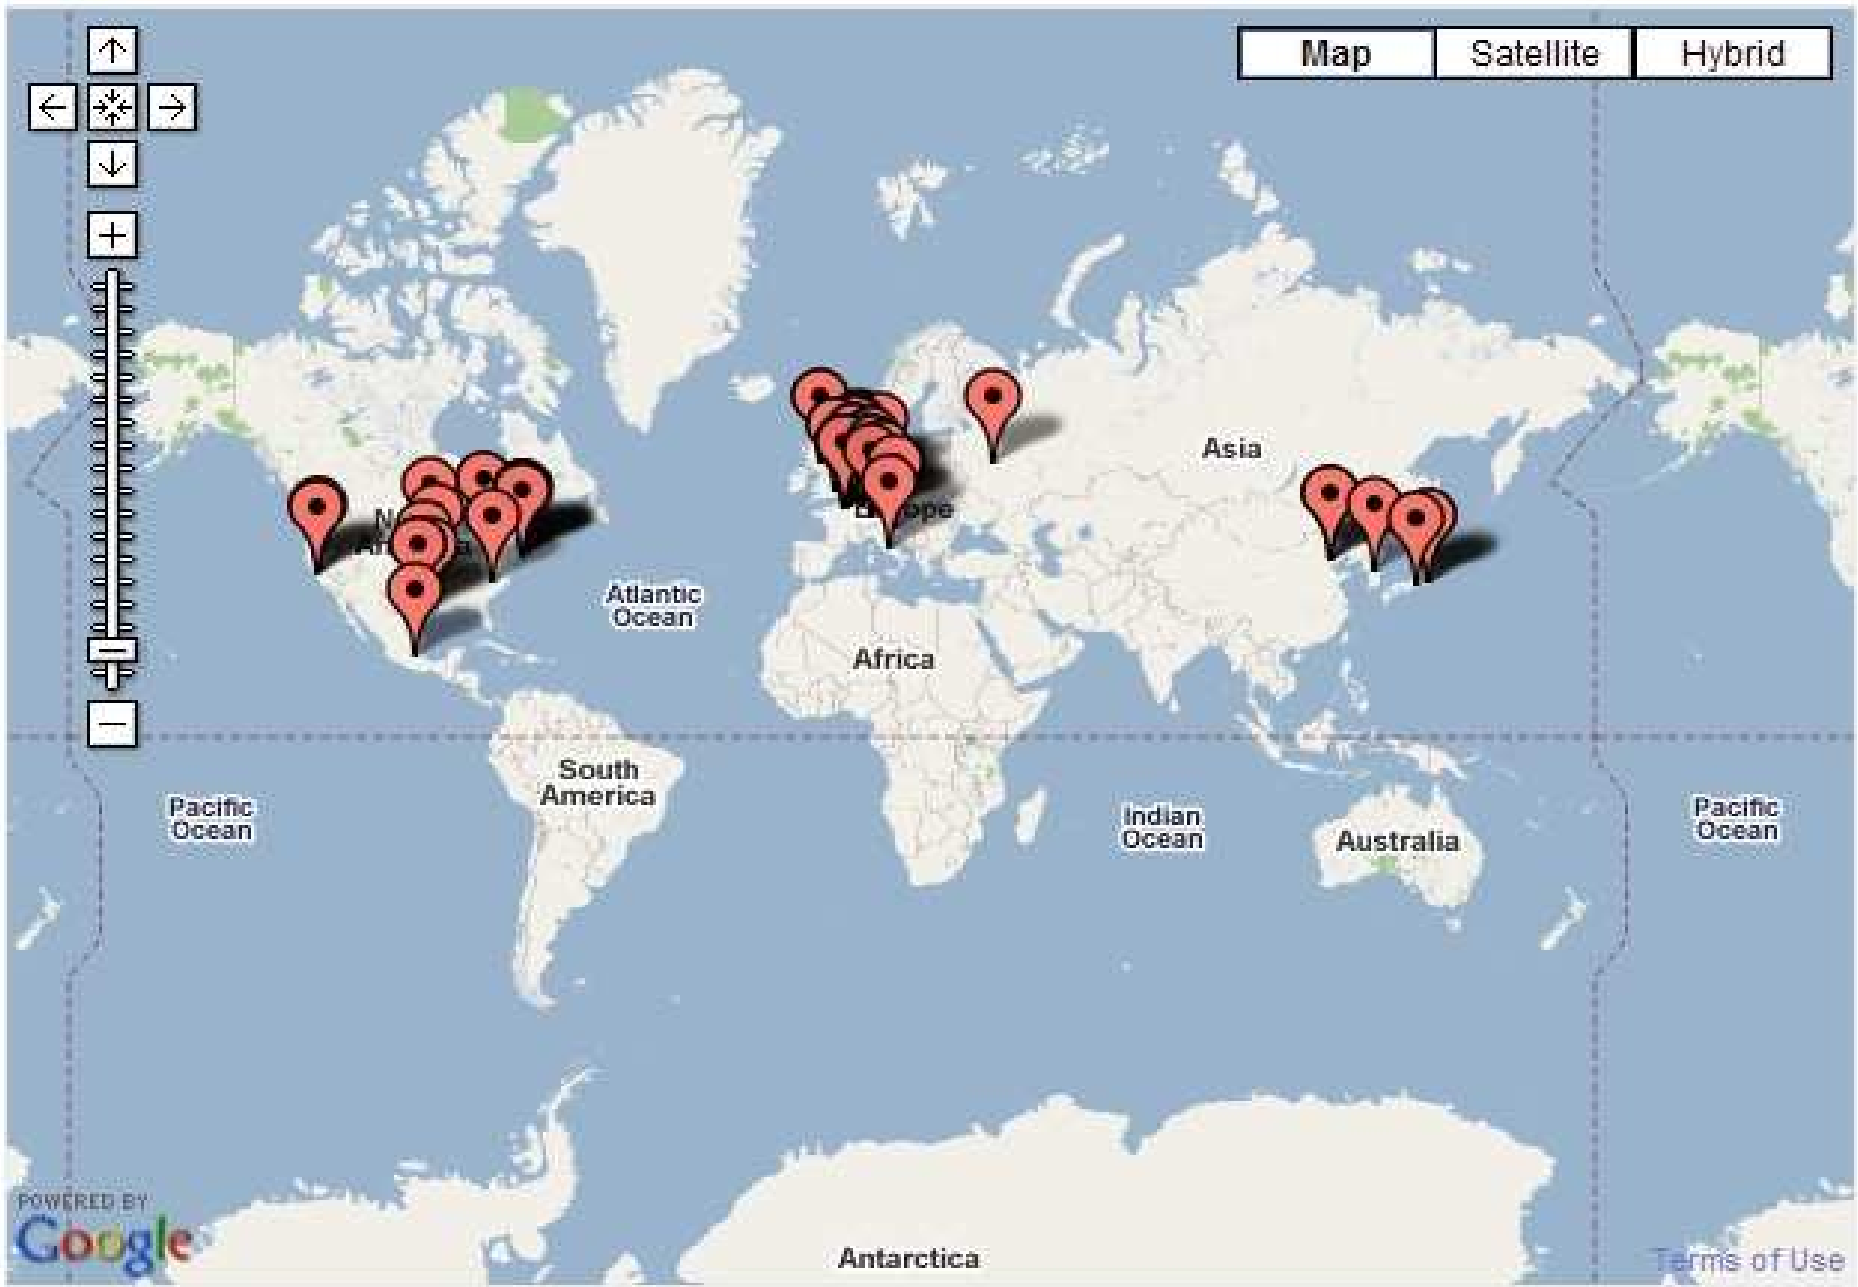 Map
Satellite
Hybrid
Asia
Atlantic
Ocean
Africa
South
America
Pacific
Ocean
Indian
Ocean
Australia
Pacific
Ocean
POWERED BY
Google
Antarctica
Terms of Use